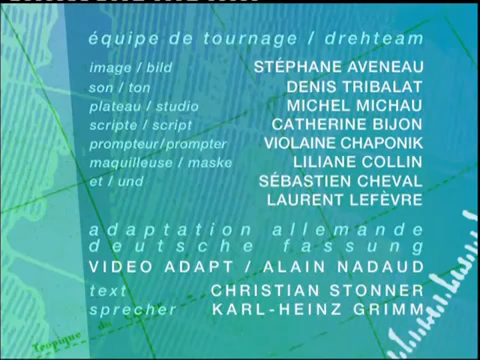 équipe de tournage / drehteam
image / bild STÉPHANE AVENEAU
son / ton DENIS TRIBALAT
plateau / studio MICHEL MICHAU
scripte / script CATHERINE BIJON
prompteur/prompter VIOLAINE CHAPONIK
maquilleuse / maske LILIANE COLLIN
et / und SÉBASTIEN CHEVAL
LAURENT LEFÈVRE
adaptation allemande
deutsche fassung
VIDEO ADAPT / ALAIN NADAUD
text CHRISTIAN STONNER
sprecher KARL-HEINZ GRIMM
Tropique du